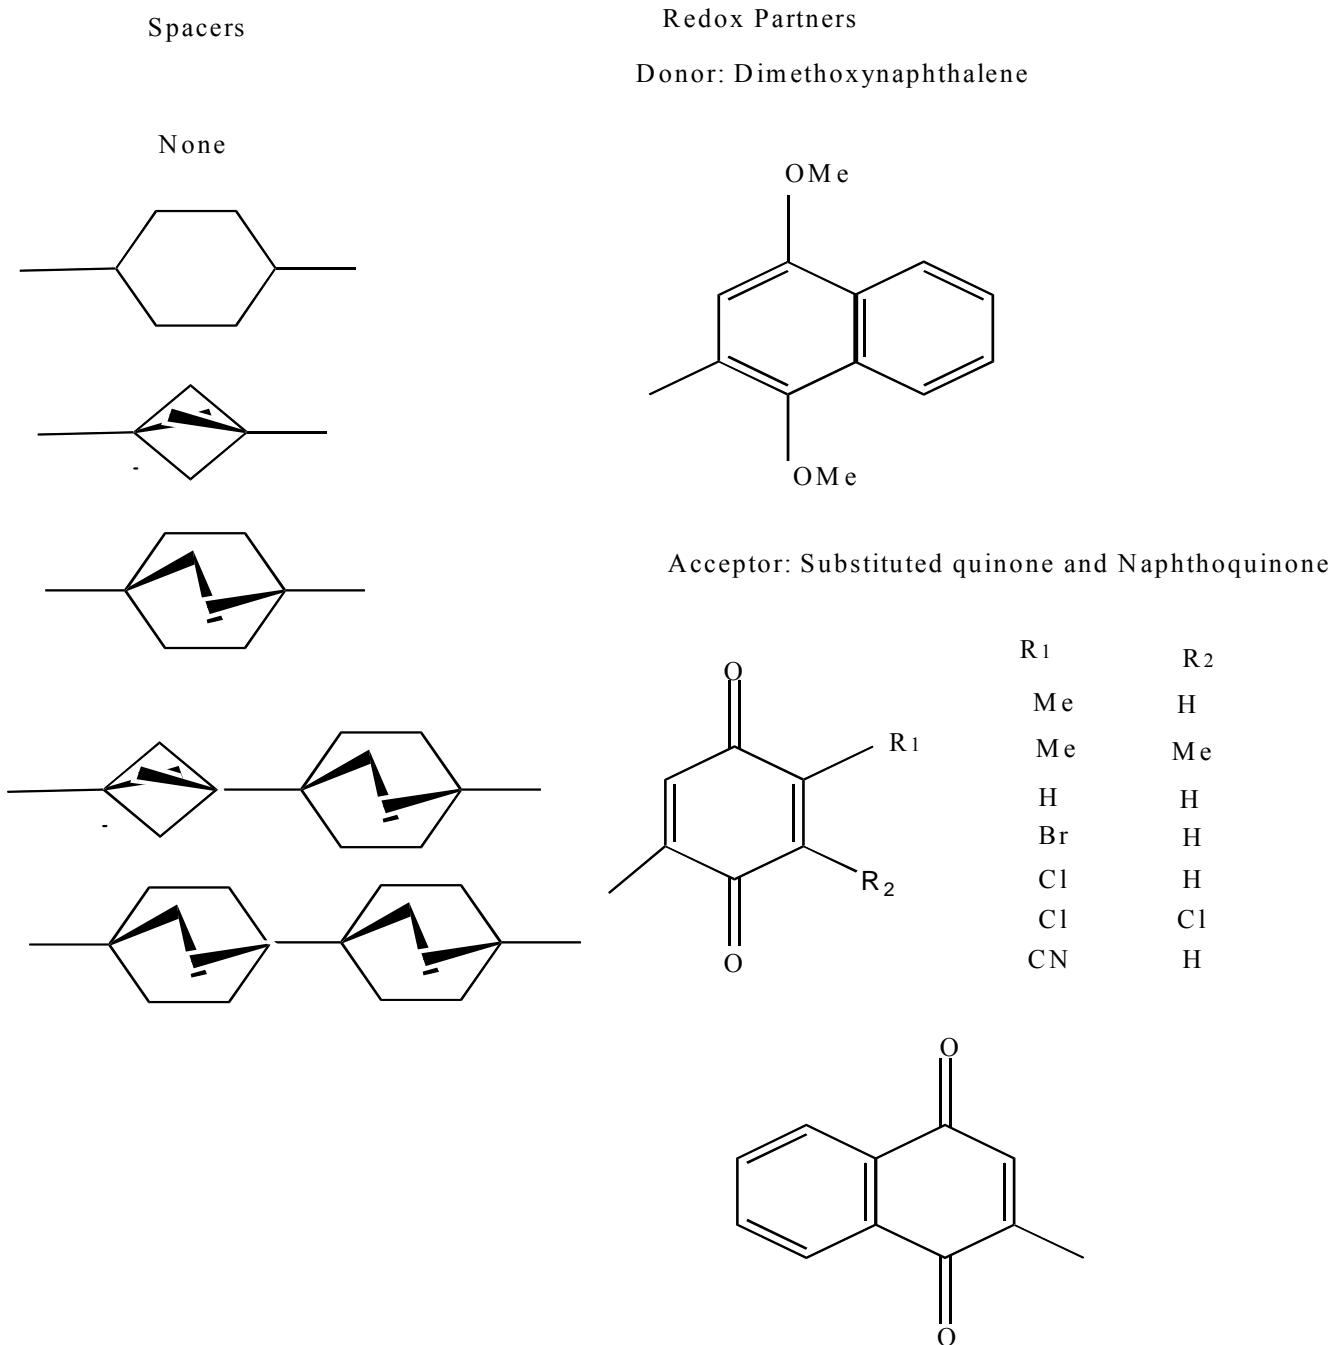 Spacers
Redox Partners
Donor: Dimethoxynaphthalene
None
OMe
OMe
Acceptor: Substituted quinone and Naphthoquinone
R1 R2
Me H
Me Me
H H
Br H
Cl H
Cl Cl
CN H
O
R1
R2
O
O
O